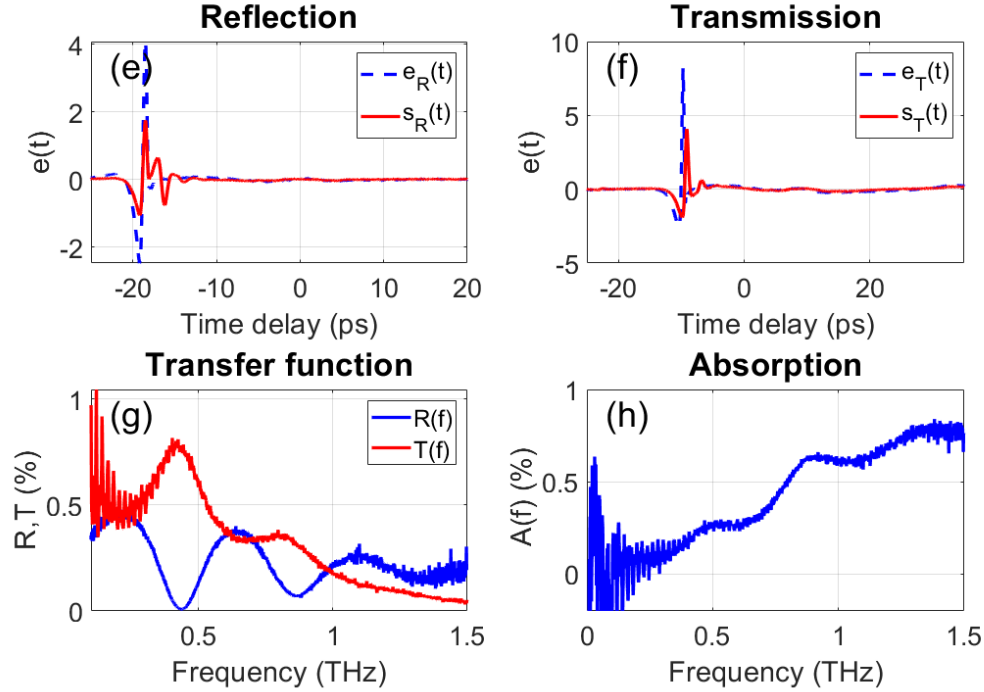 Reflection
(e)
e_R(t)
s_R(t)
4
2
0
-2
e(t)
-20 -10 0 10 20
Time delay (ps)
Transmission
(f)
e_T(t)
s_T(t)
10
5
0
-5
e(t)
-20 0 20
Time delay (ps)
Transfer function
(g)
R(f)
T(f)
1
0.5
0
R,T (%)
0.5 1 1.5
Frequency (THz)
Absorption
(h)
1
0.5
0
A(f) (%)
0 0.5 1 1.5
Frequency (THz)